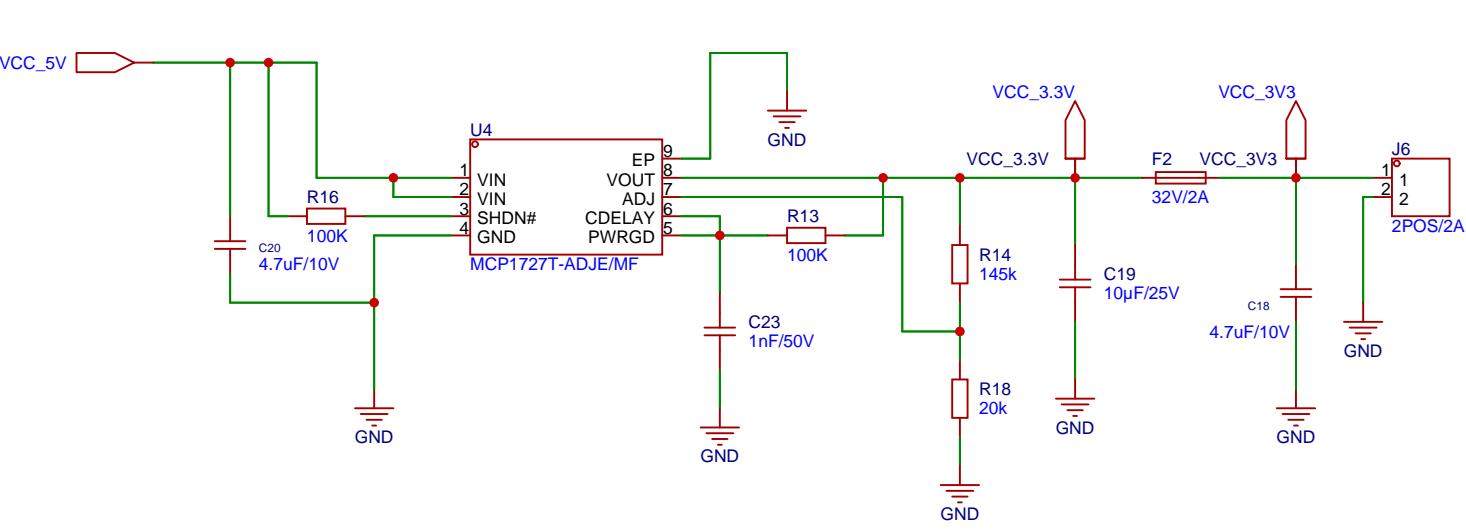 VCC_5V
GND
VCC_3.3V
VCC_3V3
U4
EP
9
VCC_3.3V
F2
VCC_3V3
J6
1
VIN
VOUT
8
1
1
2
VIN
ADJ
7
32V/2A
2
2
R16
3
SHDN#
CDELAY
6
R13
2POS/2A
100K
4
GND
PWRGD
5
100K
C20
4.7uF/10V
MCP1727T-ADJE/MF
R14
145k
C19
10µF/25V
C18
4.7uF/10V
C23
1nF/50V
GND
R18
20k
GND
GND
GND
GND
GND